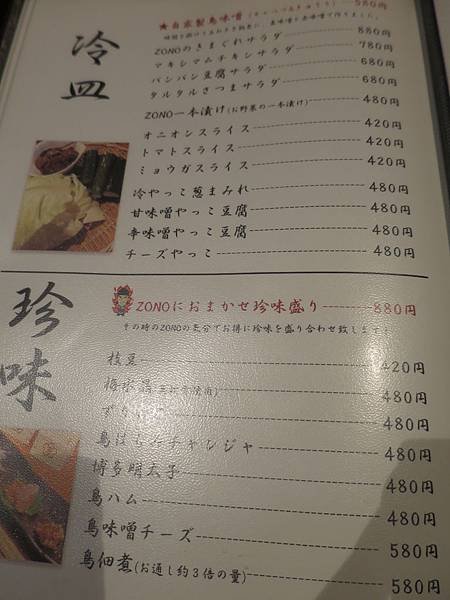 冷皿
★自家製鳥味噌(キャベツ&きゅうり)---580円
ZONOのきまぐれサラダ---880円
マキシマムチキンサラダ---780円
バンバン豆腐サラダ---680円
タルタルさつまサラダ---680円
ZONO一本漬け(お野菜の一本漬け)---480円
オニオンスライス---420円
トマトスライス---420円
ミョウガスライス---420円
冷やっこ葱まみれ---480円
甘味噌やっこ豆腐---480円
辛味噌やっこ豆腐---480円
チーズやっこ---480円
珍味
ZONOにおまかせ珍味盛り---880円
その時のZONOの気分でお得に珍味を盛り合わせ致します!
枝豆---420円
梅水晶---480円
480円
鳥はらみチャンジャ---480円
博多明太子---480円
鳥ハム---480円
鳥味噌チーズ---580円
鳥佃煮(お通し約3倍の量)---580円